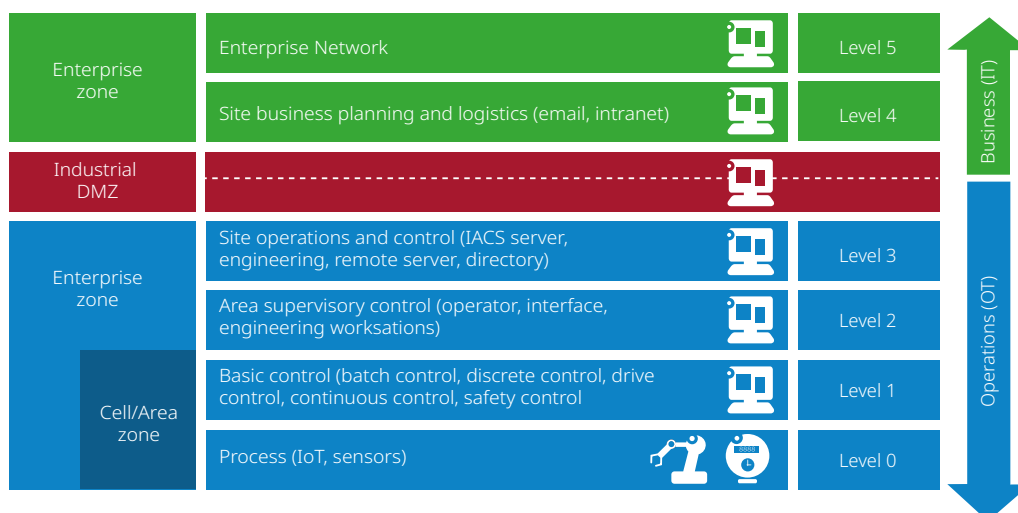 Enterprise
zone
Enterprise Network
Level 5
Site business planning and logistics (email, intranet)
Level 4
Business (IT)
Industrial
DMZ
Enterprise
zone
Site operations and control (IACS server,
engineering, remote server, directory)
Level 3
Area supervisory control (operator, interface,
engineering worksations)
Level 2
Operations (OT)
Cell/Area
zone
Basic control (batch control, discrete control, drive
control, continuous control, safety control
Level 1
Process (IoT, sensors)
8888
Level 0